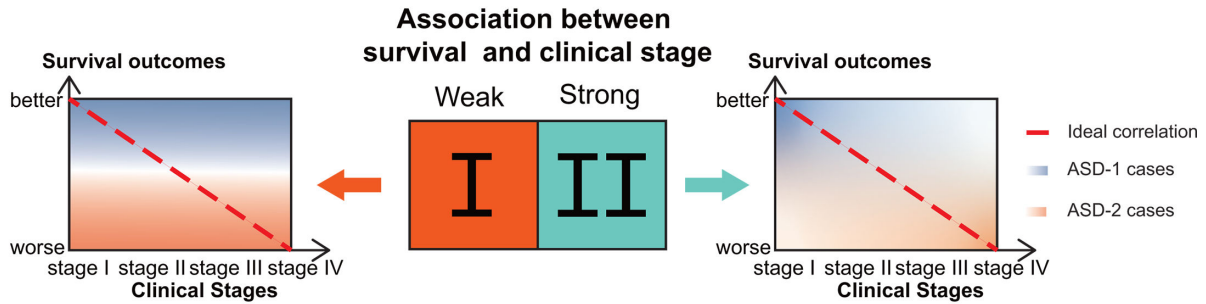 Association between
survival and clinical stage
Survival outcomes
better
worse
stage I stage II stage III stage IV
Clinical Stages
Weak
Strong
I
II
Survival outcomes
better
worse
stage I stage II stage III stage IV
Clinical Stages
Ideal correlation
ASD-1 cases
ASD-2 cases